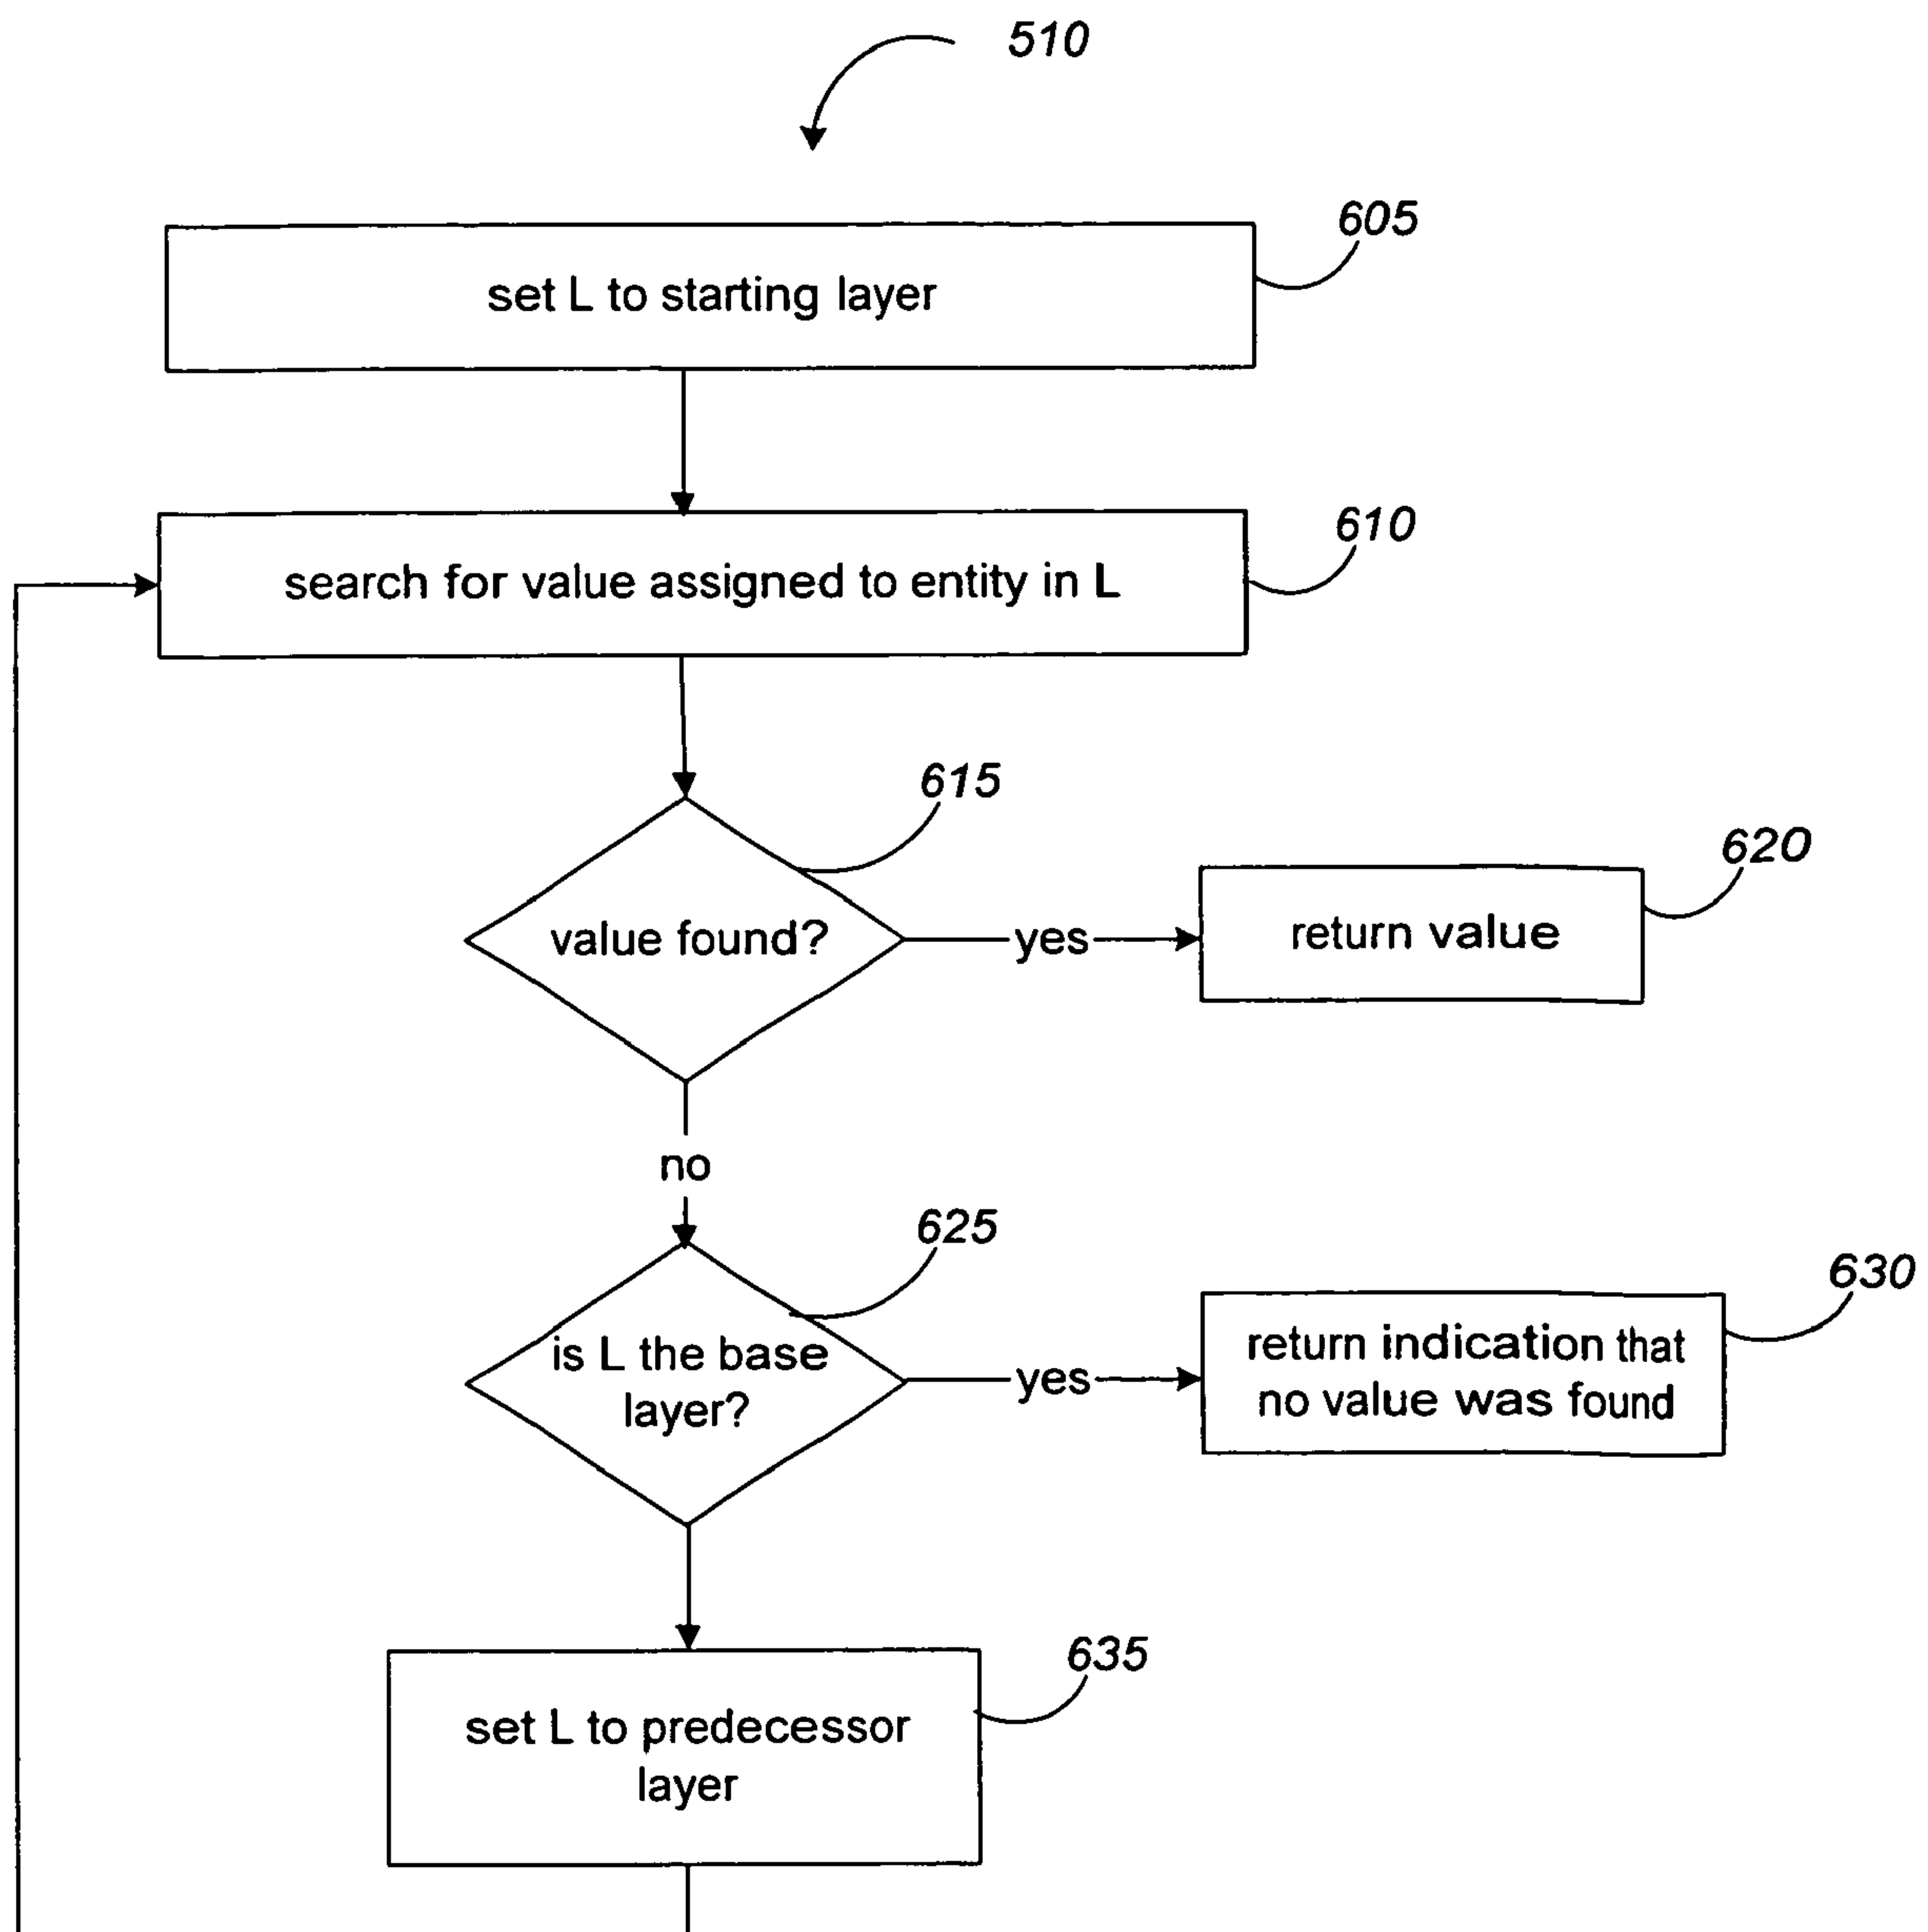 510
605
set L to starting layer
610
search for value assigned to entity in L
615
value found?
yes
620
return value
no
625
is L the base
layer?
yes
630
return indication that
no value was found
635
set L to predecessor
layer